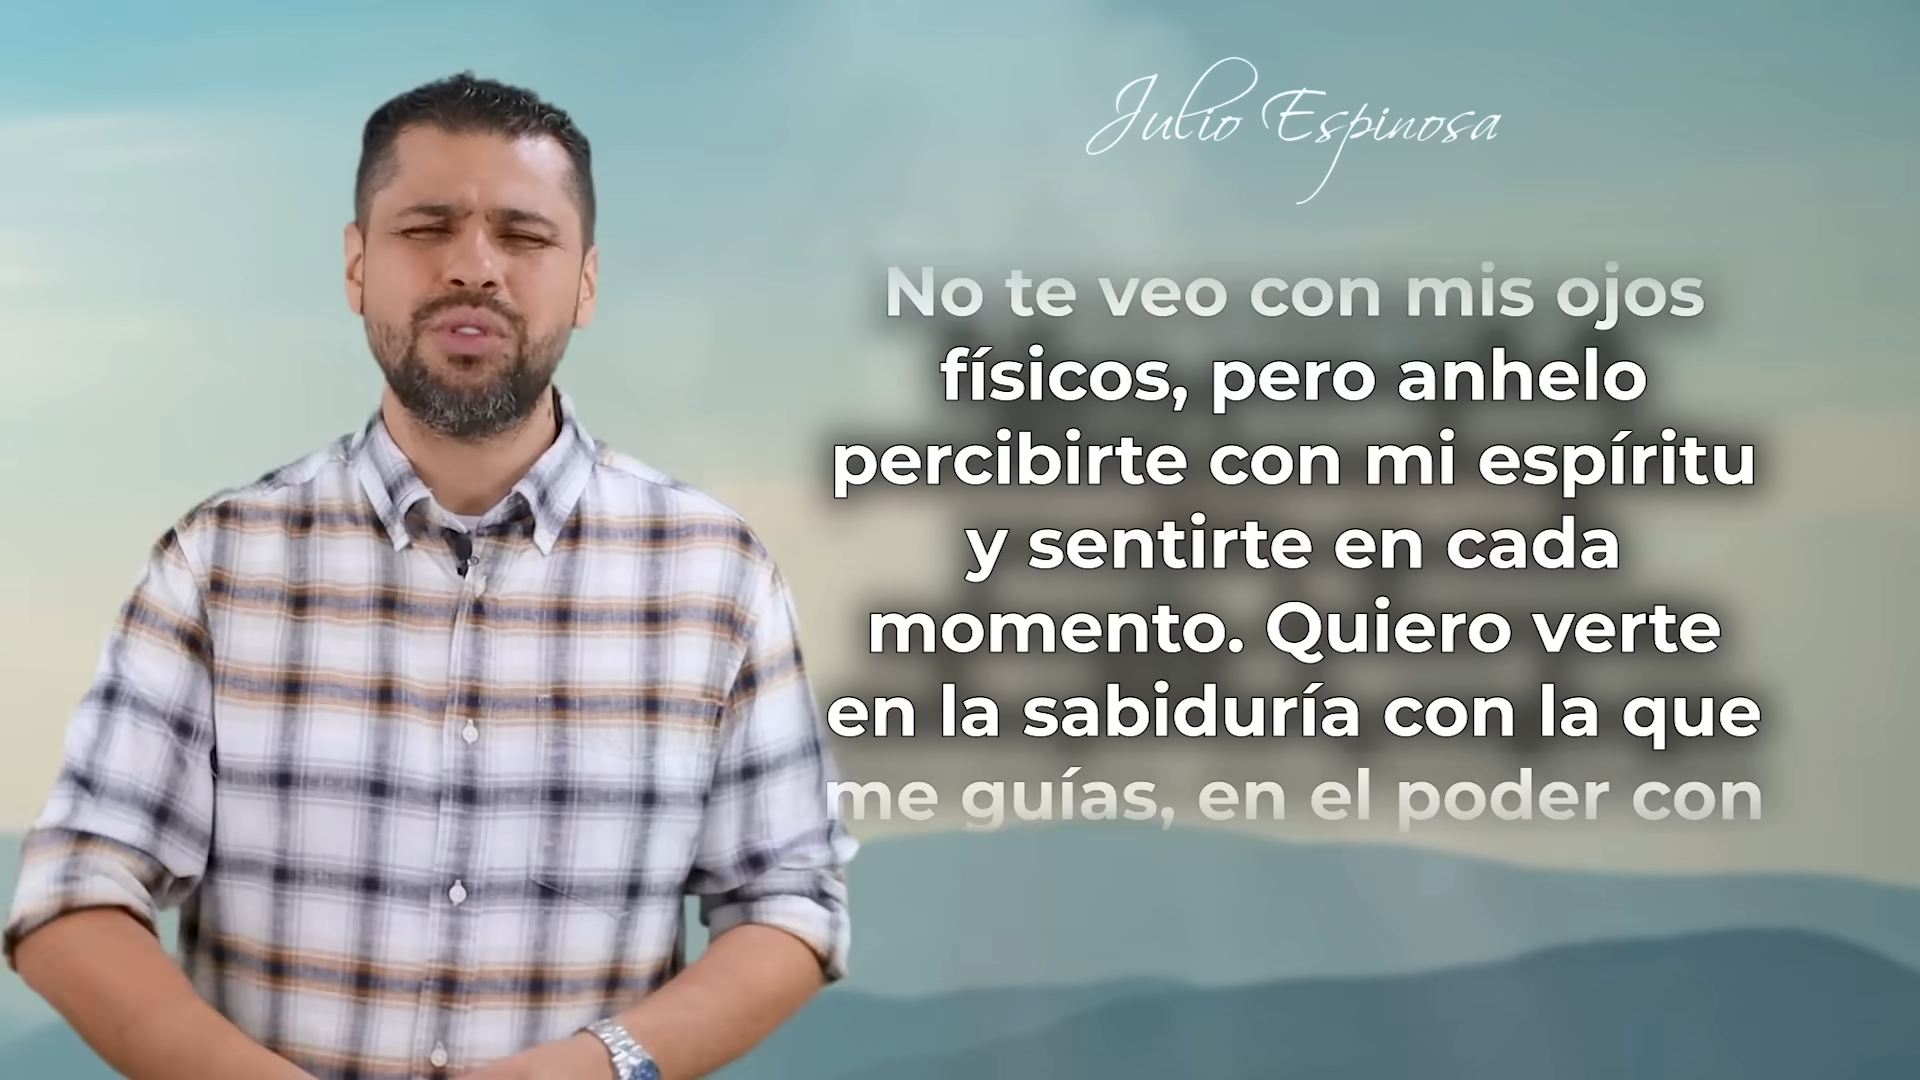 Julio Espinosa
No te veo con mis ojos
físicos, pero anhelo
percibirte con mi espíritu
y sentirte en cada
momento. Quiero verte
en la sabiduría con la que
me guías, en el poder con